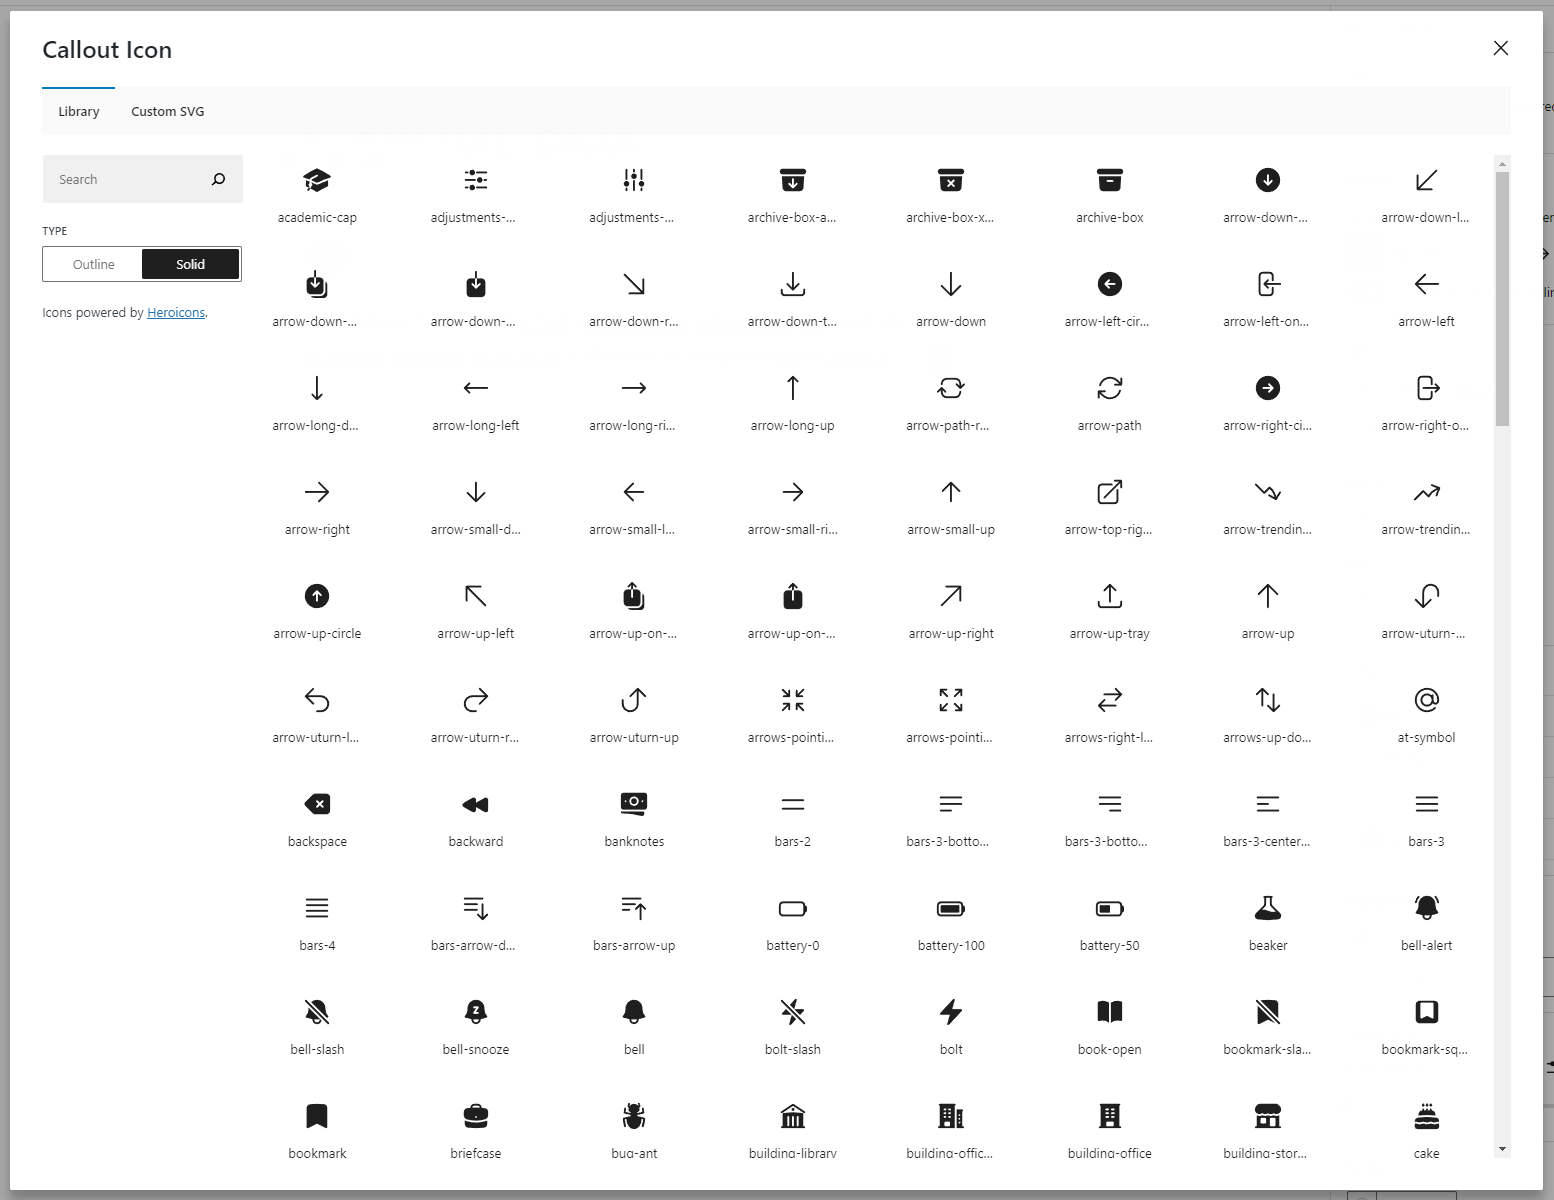 Callout Icon
Library Custom SVG
Search
TYPE
Outline Solid
Icons powered by Heroicons.
academic-cap adjustments-... adjustments-... archive-box-a... archive-box-x... archive-box arrow-down-... arrow-down-l...
arrow-down-... arrow-down-... arrow-down-r... arrow-down-t... arrow-down arrow-left-cir... arrow-left-on... arrow-left
arrow-long-d... arrow-long-left arrow-long-ri... arrow-long-up arrow-path-r... arrow-path arrow-right-ci... arrow-right-o...
arrow-right arrow-small-d... arrow-small-l... arrow-small-ri... arrow-small-up arrow-top-rig... arrow-trendin... arrow-trendin...
arrow-up-circle arrow-up-left arrow-up-on-... arrow-up-on-... arrow-up-right arrow-up-tray arrow-up arrow-uturn-...
arrow-uturn-l... arrow-uturn-r... arrow-uturn-up arrows-pointi... arrows-pointi... arrows-right-l... arrows-up-do... at-symbol
backspace backward banknotes bars-2 bars-3-botto... bars-3-botto... bars-3-center... bars-3
bars-4 bars-arrow-d... bars-arrow-up battery-0 battery-100 battery-50 beaker bell-alert
bell-slash bell-snooze bell bolt-slash bolt book-open bookmark-sla... bookmark-sq...
bookmark briefcase bug-ant building-library building-offic... building-office building-stor... cake